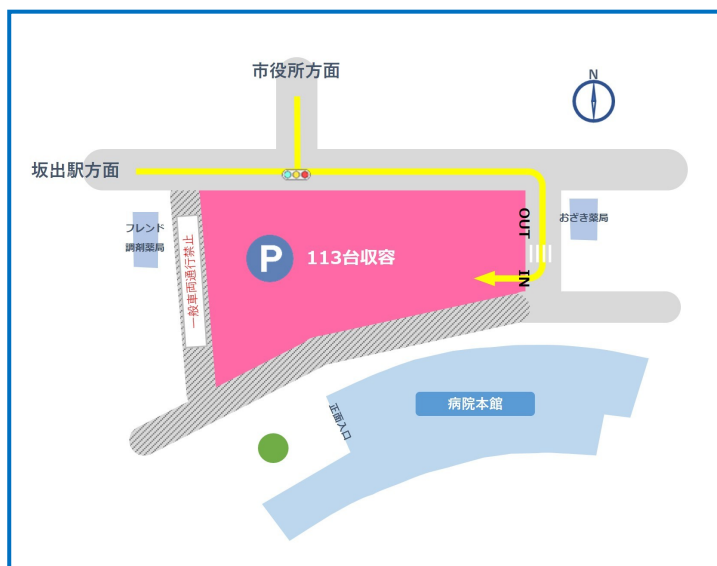 市役所方面
N
坂出駅方面
フレンド
調剤薬局
一般車両通行禁止
P
113台収容
OUT
IN
おざき薬局
病院本館
正面入口